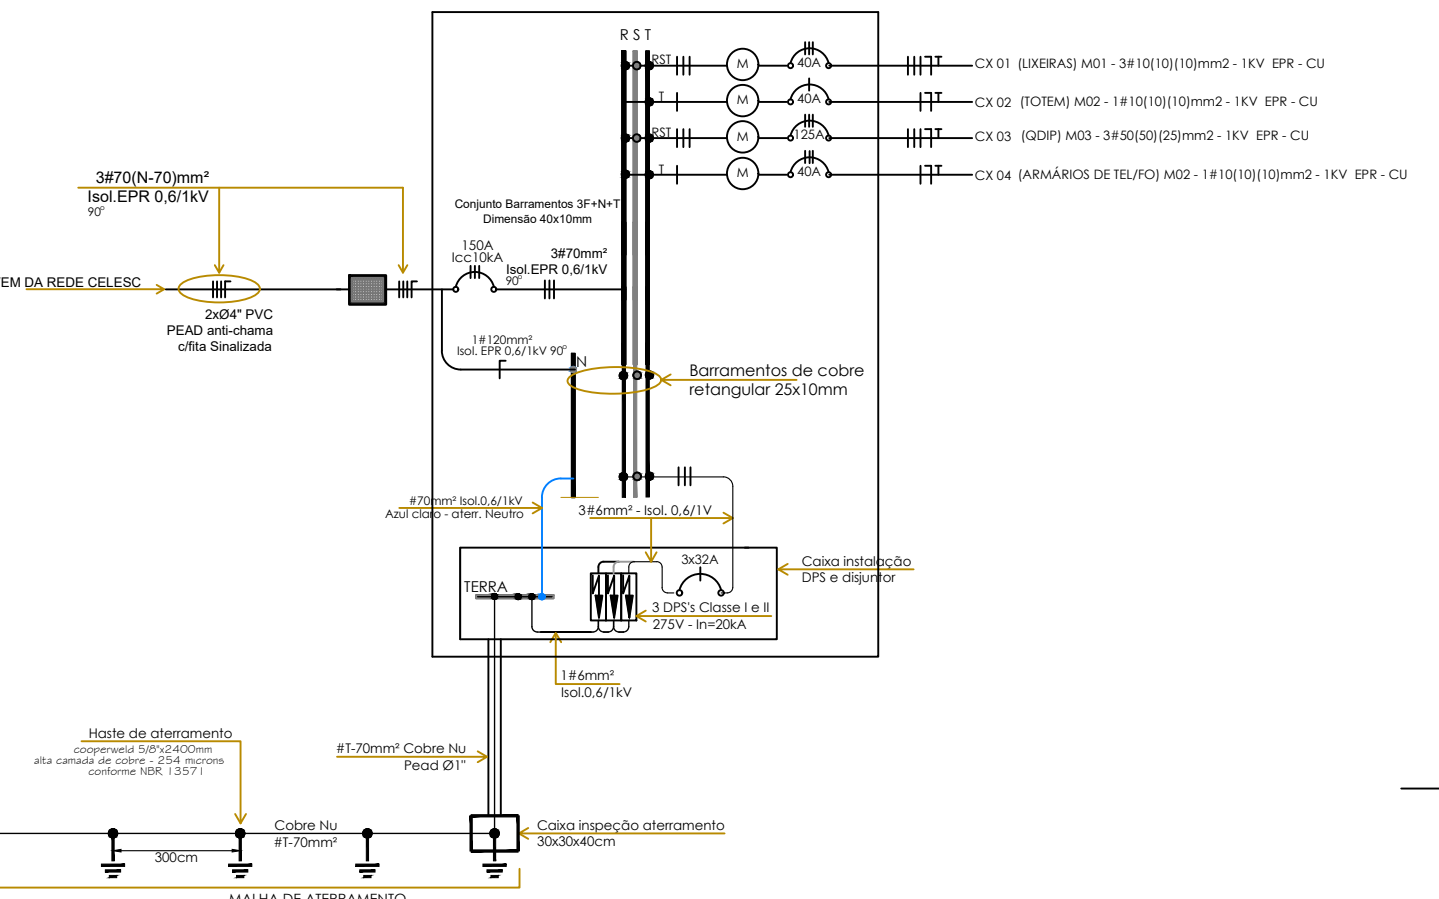 R S T
RST
M
40A
CX 01 (LIXEIRAS) M01 - 3#10(10)(10)mm2 - 1KV EPR - CU
T
M
40A
CX 02 (TOTEM) M02 - 1#10(10)(10)mm2 - 1KV EPR - CU
RST
M
125A
CX 03 (QDIP) M03 - 3#50(50)(25)mm2 - 1KV EPR - CU
T
M
40A
CX 04 (ARMÁRIOS DE TEL/FO) M02 - 1#10(10)(10)mm2 - 1KV EPR - CU
3#70(N-70)mm²
Isol.EPR 0,6/1kV
90°
Conjunto Barramentos 3F+N+T
Dimensão 40x10mm
150A
Icc10kA
3#70mm²
Isol.EPR 0,6/1kV
90°
DA REDE CELESC
2xØ4" PVC
PEAD anti-chama
c/fita Sinalizada
1#120mm²
Isol. EPR 0,6/1kV 90°
N
Barramentos de cobre
retangular 25x10mm
#70mm² Isol.0,6/1kV
Azul claro - aterr. Neutro
3#6mm² - Isol. 0,6/1V
3x32A
Caixa instalação
DPS e disjuntor
TERRA
3 DPS's Classe I e II
275V - In=20kA
1#6mm²
Isol.0,6/1kV
Haste de aterramento
cooperweld 5/8"x2400mm
alta camada de cobre - 254 microns
conforme NBR 13571
#T-70mm² Cobre Nu
Pead Ø1"
Cobre Nu
#T-70mm²
300cm
Caixa inspeção aterramento
30x30x40cm
MALHA DE ATERRAMENTO